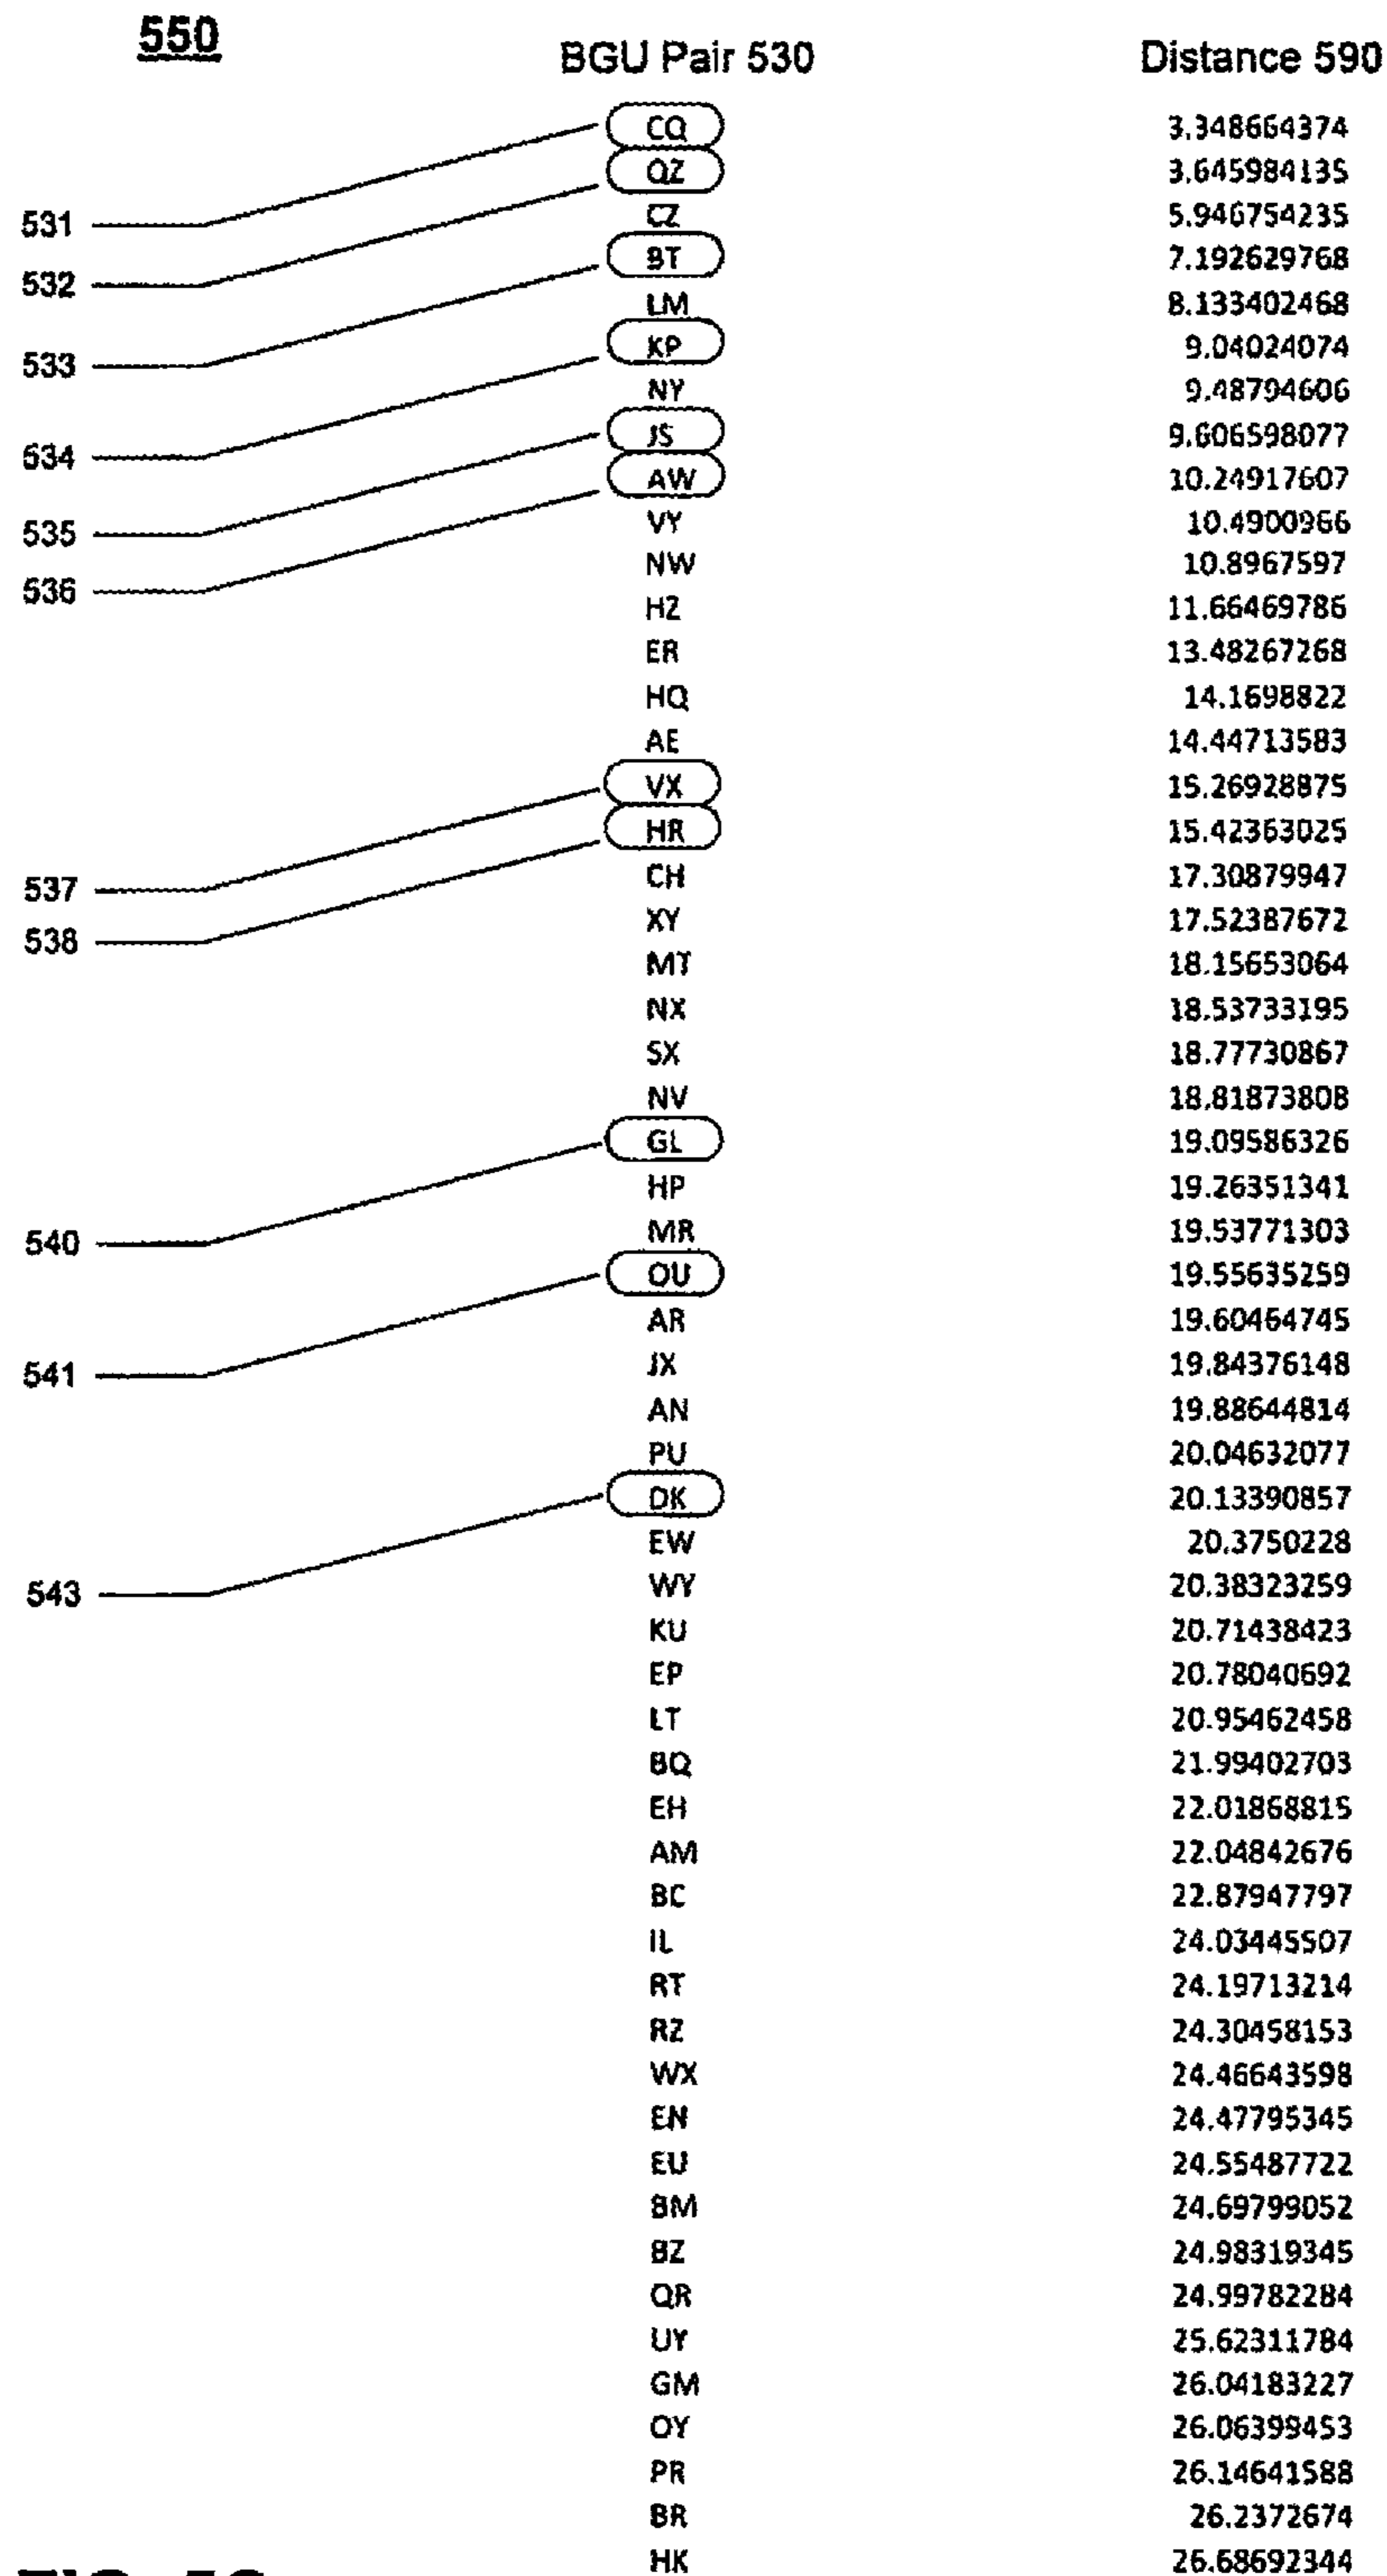 550
BGU Pair 530 Distance 590
CQ 3.348664374
QZ 3.645984135
531 CZ 5.946754235
532 BT 7.192629768
LM 8.133402468
533 KP 9.04024074
NY 9.48794606
534 JS 9.606598077
AW 10.24917607
535 VY 10.4900966
536 NW 10.8967597
HZ 11.66469786
ER 13.48267268
HQ 14.1698822
AE 14.44713583
VX 15.26928875
HR 15.42363025
537 CH 17.30879947
538 XY 17.52387672
MT 18.15653064
NX 18.53733195
SX 18.77730867
NV 18.81873808
GL 19.09586326
HP 19.26351341
540 MR 19.53771303
OU 19.55635259
AR 19.60464745
541 JX 19.84376148
AN 19.88644814
PU 20.04632077
DK 20.13390857
EW 20.3750228
543 WY 20.38323259
KU 20.71438423
EP 20.78040692
LT 20.95462458
BQ 21.99402703
EH 22.01868815
AM 22.04842676
BC 22.87947797
IL 24.03445507
RT 24.19713214
RZ 24.30458153
WX 24.46643598
EN 24.47795345
EU 24.55487722
BM 24.69799052
BZ 24.98319345
QR 24.99782284
UY 25.62311784
GM 26.04183227
OY 26.06399453
PR 26.14641588
BR 26.2372674
HK 26.68692344